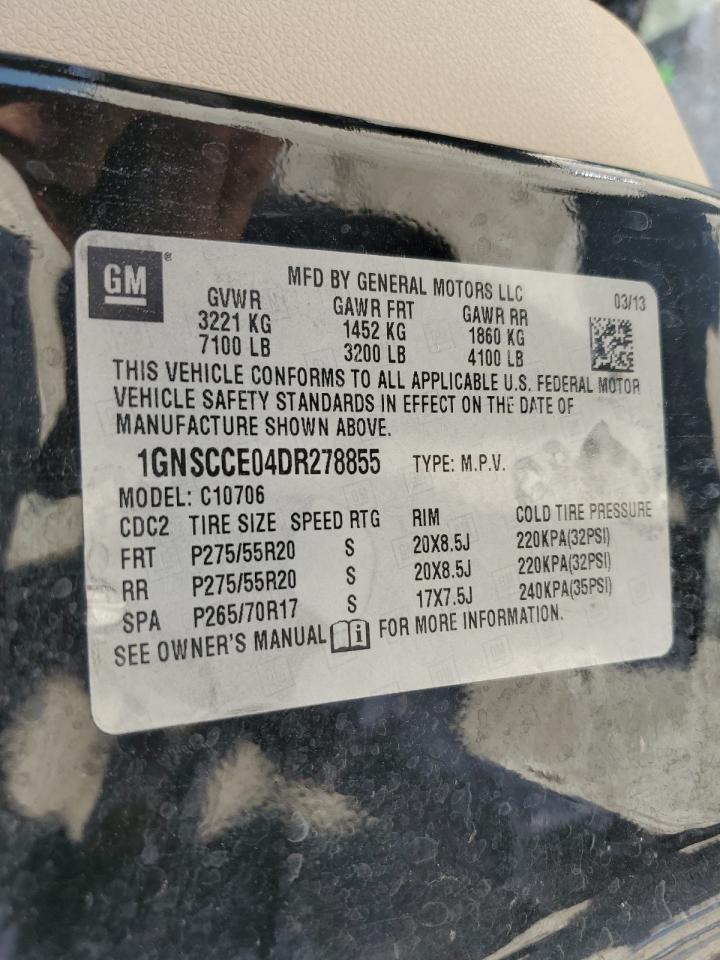 GM®
MFD BY GENERAL MOTORS LLC 03/13
GVWR GAWR FRT GAWR RR
3221 KG 1452 KG 1860 KG
7100 LB 3200 LB 4100 LB
THIS VEHICLE CONFORMS TO ALL APPLICABLE U.S. FEDERAL MOTOR
VEHICLE SAFETY STANDARDS IN EFFECT ON THE DATE OF
MANUFACTURE SHOWN ABOVE.
1GNSCCE04DR278855 TYPE: M.P.V.
MODEL: C10706
CDC2 TIRE SIZE SPEED RTG RIM COLD TIRE PRESSURE
FRT P275/55R20 S 20X8.5J 220KPA(32PSI)
RR P275/55R20 S 20X8.5J 220KPA(32PSI)
SPA P265/70R17 S 17X7.5J 240KPA(35PSI)
SEE OWNER'S MANUAL i FOR MORE INFORMATION.